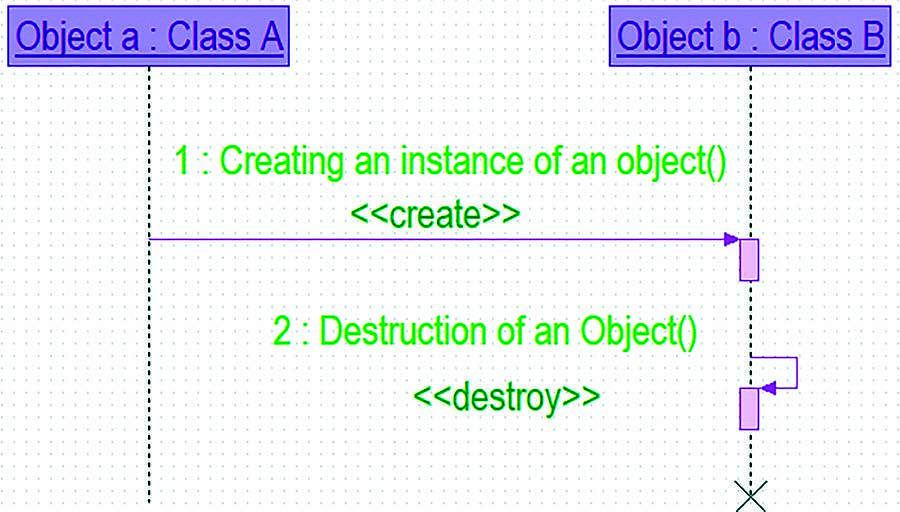 Object a : Class A
Object b : Class B
1 : Creating an instance of an object()
<<create>>
2 : Destruction of an Object()
<<destroy>>